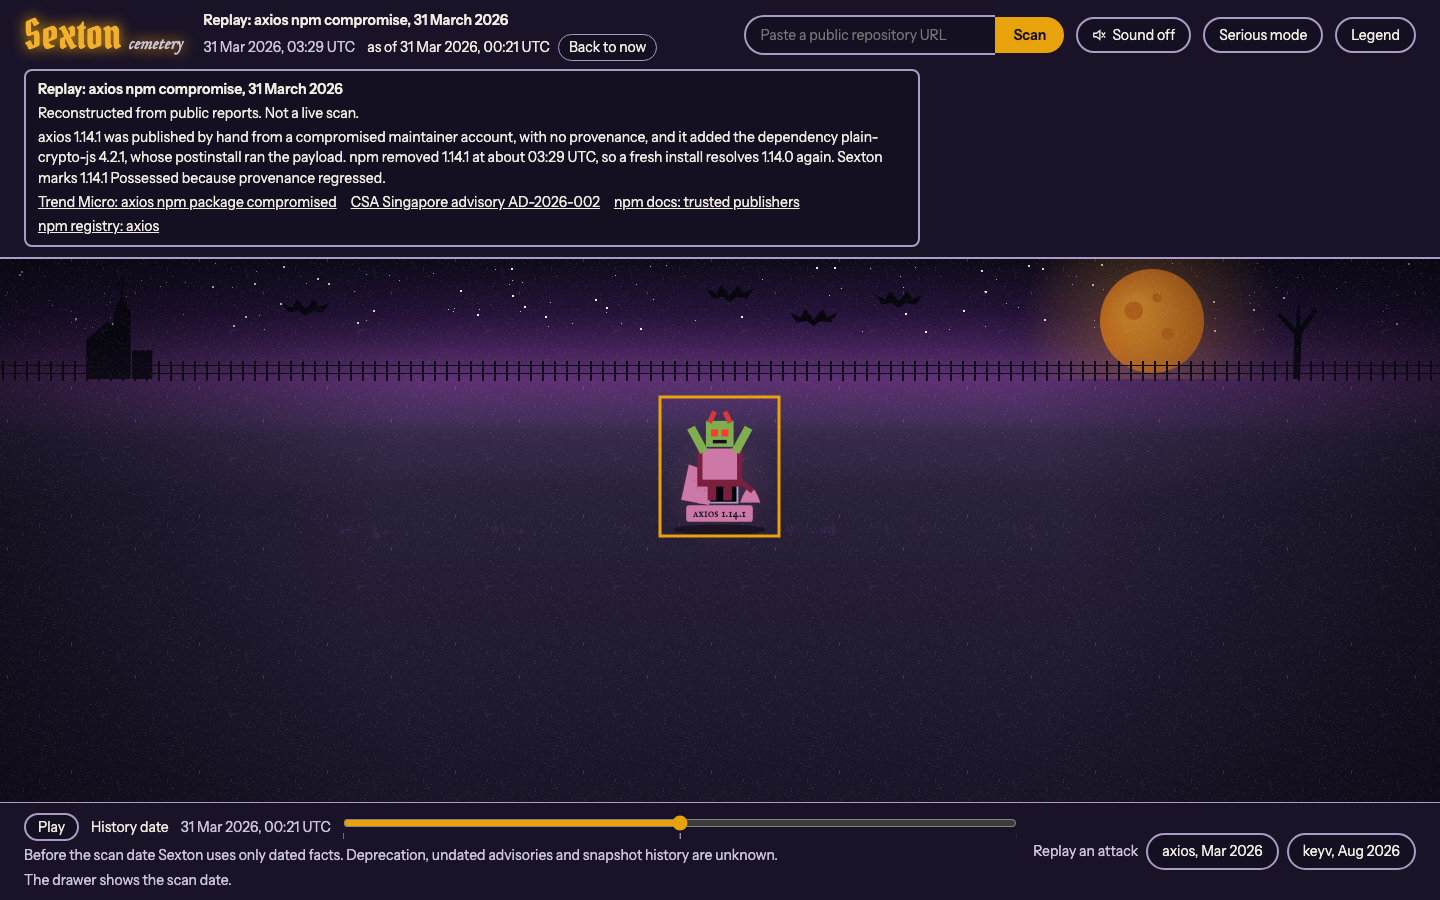 Sexton cemetery
Replay: axios npm compromise, 31 March 2026
31 Mar 2026, 03:29 UTC as of 31 Mar 2026, 00:21 UTC Back to now
Paste a public repository URL Scan Sound off Serious mode Legend
Replay: axios npm compromise, 31 March 2026
Reconstructed from public reports. Not a live scan.
axios 1.14.1 was published by hand from a compromised maintainer account, with no provenance, and it added the dependency plain-
crypto-js 4.2.1, whose postinstall ran the payload. npm removed 1.14.1 at about 03:29 UTC, so a fresh install resolves 1.14.0 again. Sexton
marks 1.14.1 Possessed because provenance regressed.
Trend Micro: axios npm package compromised CSA Singapore advisory AD-2026-002 npm docs: trusted publishers
npm registry: axios
AXIOS 1.14.1
Play History date 31 Mar 2026, 00:21 UTC
Before the scan date Sexton uses only dated facts. Deprecation, undated advisories and snapshot history are unknown.
The drawer shows the scan date.
Replay an attack axios, Mar 2026 keyv, Aug 2026